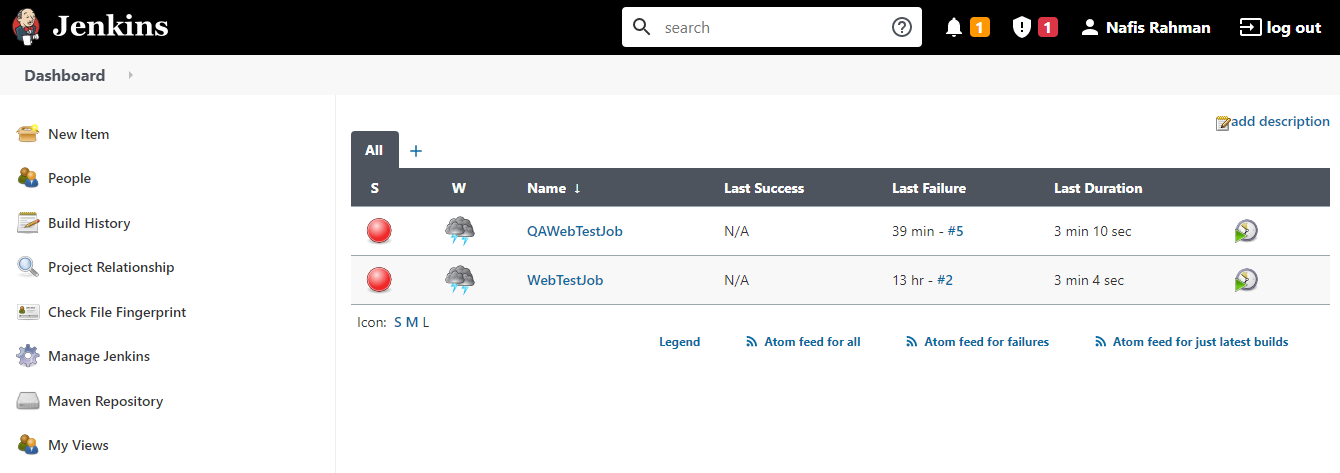 Jenkins
search
1
1
Nafis Rahman
log out
Dashboard
New Item
People
Build History
Project Relationship
Check File Fingerprint
Manage Jenkins
Maven Repository
My Views
add description
All +
S W Name ↓ Last Success Last Failure Last Duration
QAWebTestJob N/A 39 min - #5 3 min 10 sec
WebTestJob N/A 13 hr - #2 3 min 4 sec
Icon: S M L
Legend Atom feed for all Atom feed for failures Atom feed for just latest builds